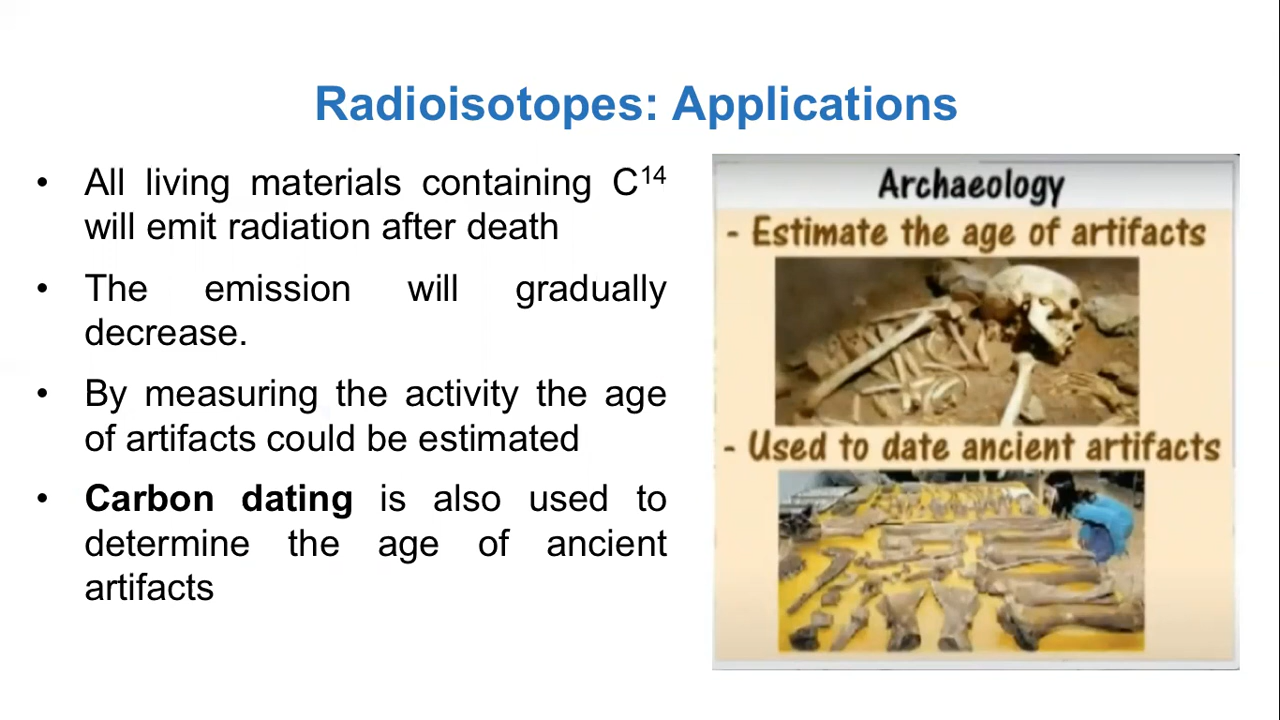 Radioisotopes: Applications
• All living materials containing C¹⁴
will emit radiation after death
• The emission will gradually
decrease.
• By measuring the activity the age
of artifacts could be estimated
• Carbon dating is also used to
determine the age of ancient
artifacts
Archaeology
- Estimate the age of artifacts
- Used to date ancient artifacts